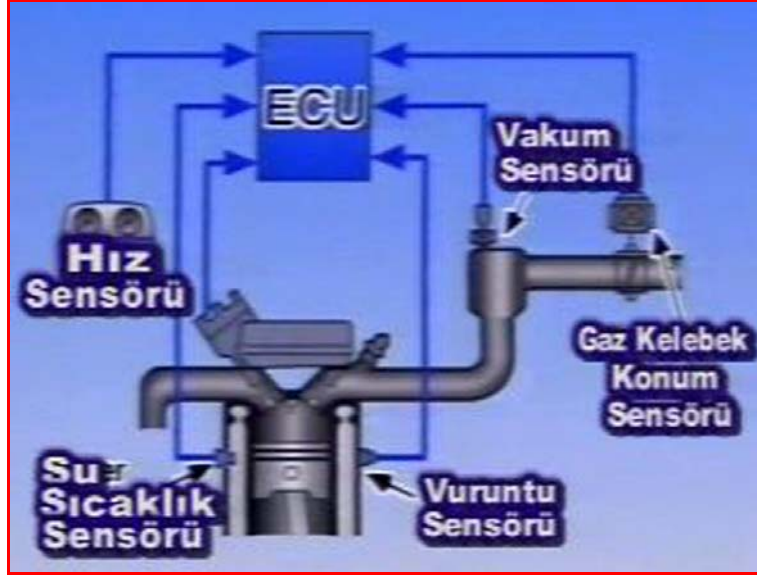 ECU
Vakum
Sensörü
Hız
Sensörü
Gaz Kelebek
Konum
Sensörü
Su
Sıcaklık
Sensörü
Vuruntu
Sensörü